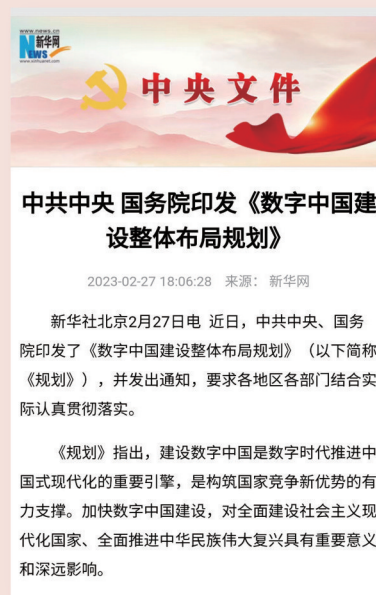 www.news.cn
新华网
NEWS
www.xinhuanet.com
中央文件
中共中央 国务院印发《数字中国建
设整体布局规划》
2023-02-27 18:06:28 来源： 新华网
新华社北京2月27日电 近日，中共中央、国务
院印发了《数字中国建设整体布局规划》（以下简称
《规划》），并发出通知，要求各地区各部门结合实
际认真贯彻落实。
《规划》指出，建设数字中国是数字时代推进中
国式现代化的重要引擎，是构筑国家竞争新优势的有
力支撑。加快数字中国建设，对全面建设社会主义现
代化国家、全面推进中华民族伟大复兴具有重要意义
和深远影响。